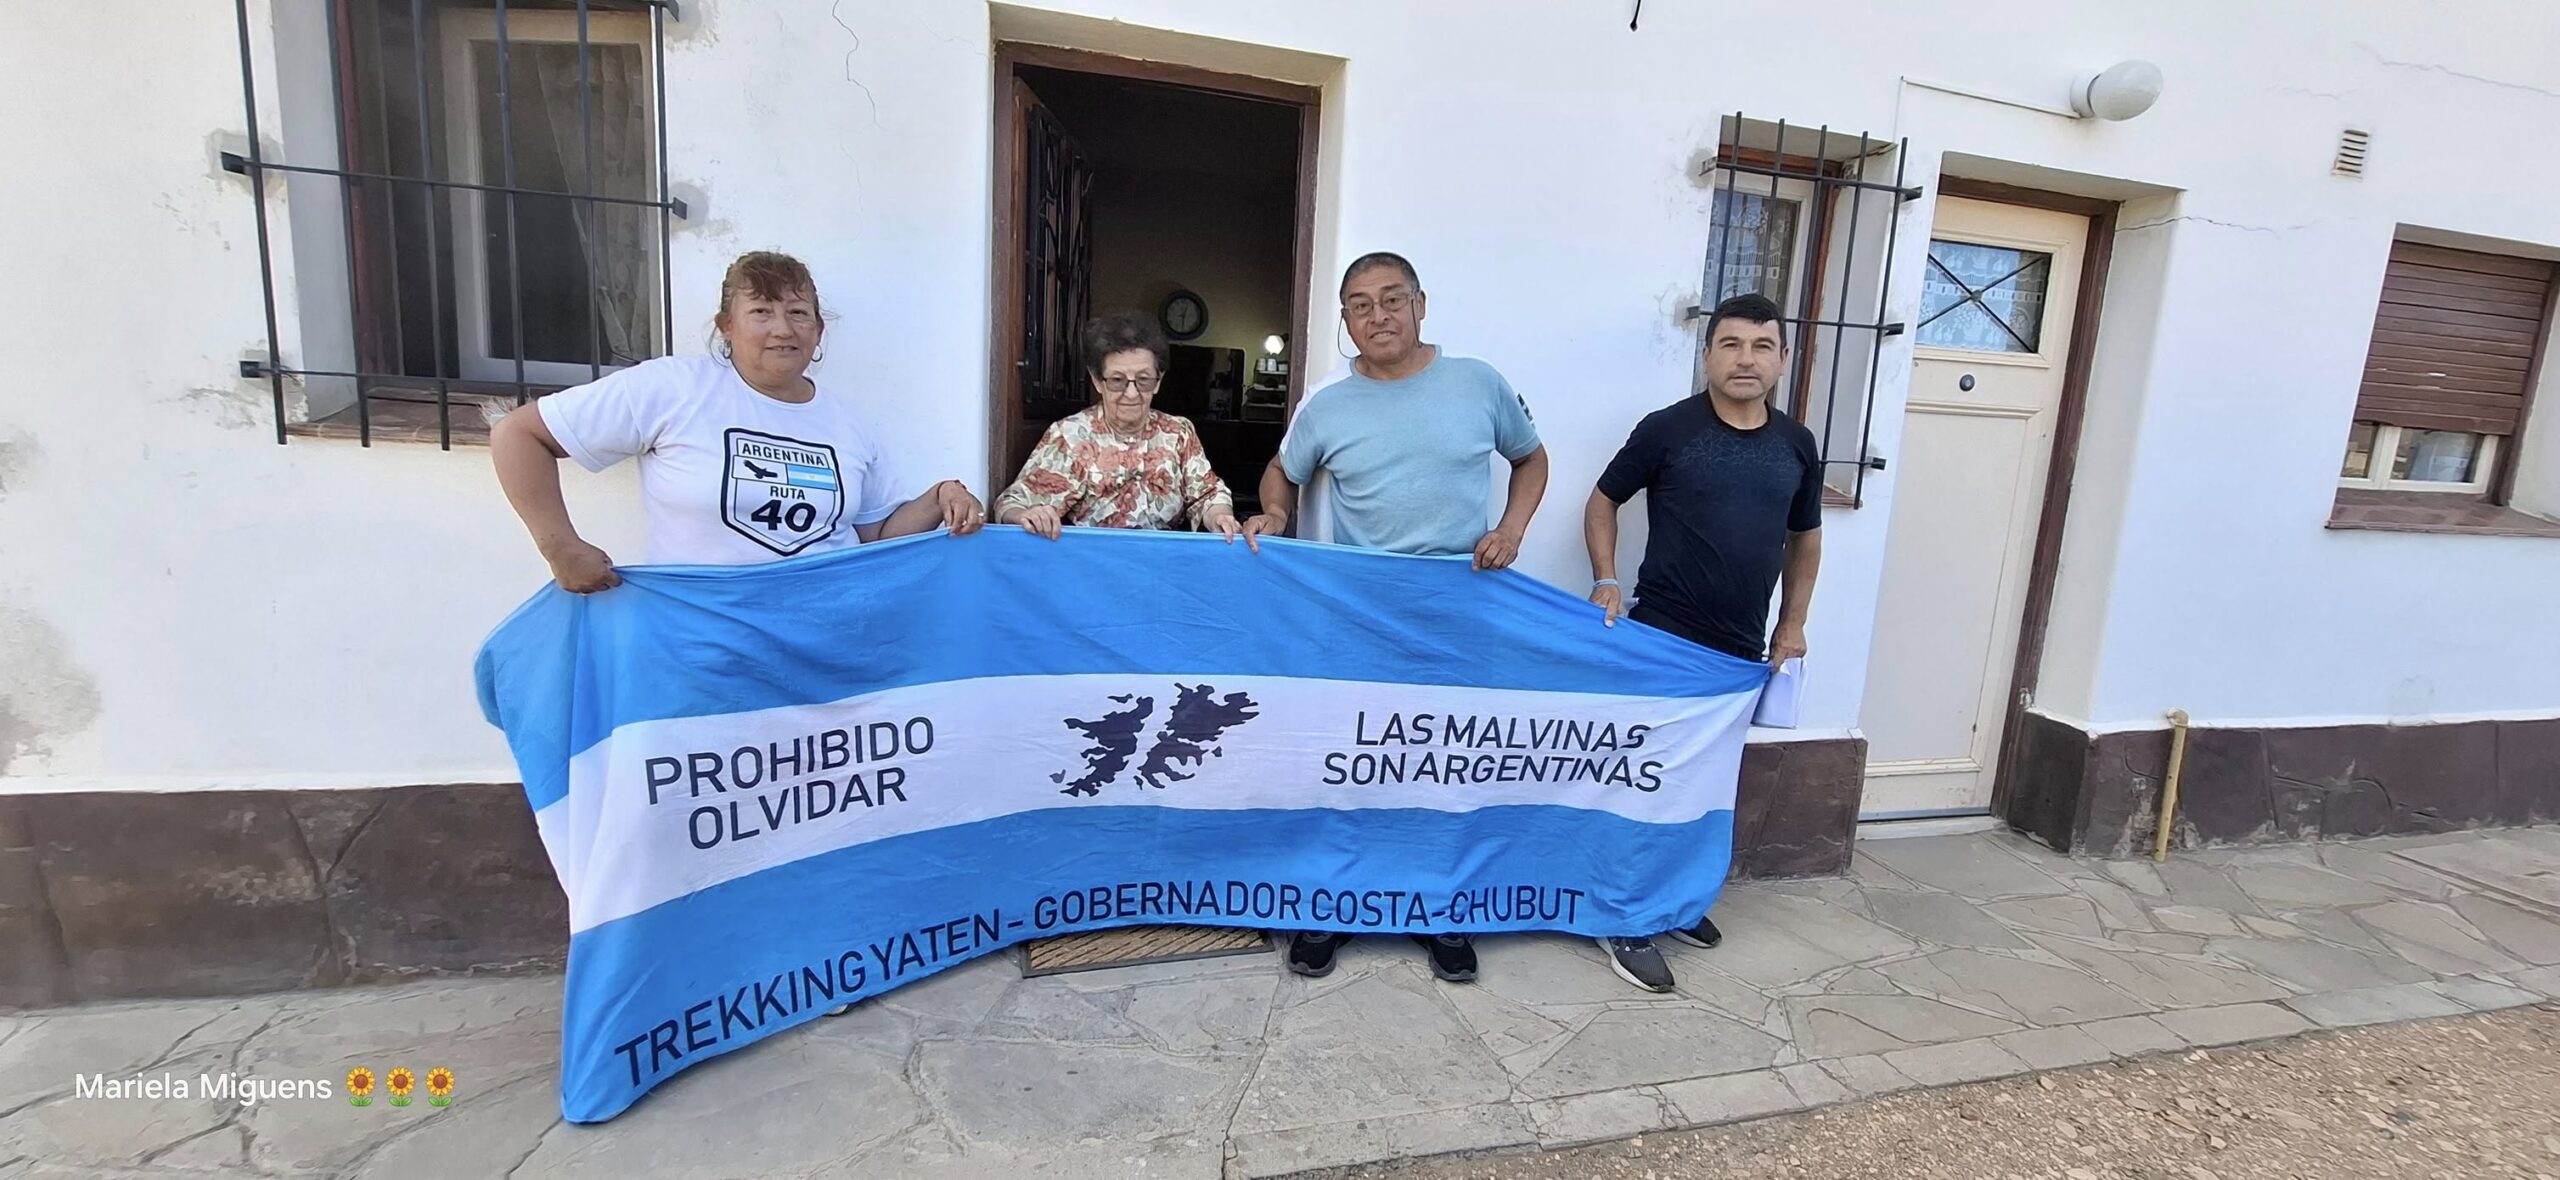 ARGENTINA
RUTA
40
PROHIBIDO
OLVIDAR
LAS MALVINAS
SON ARGENTINAS
TREKKING YATEN - GOBERNADOR COSTA-CHUBUT
Mariela Miguens 🌻🌻🌻